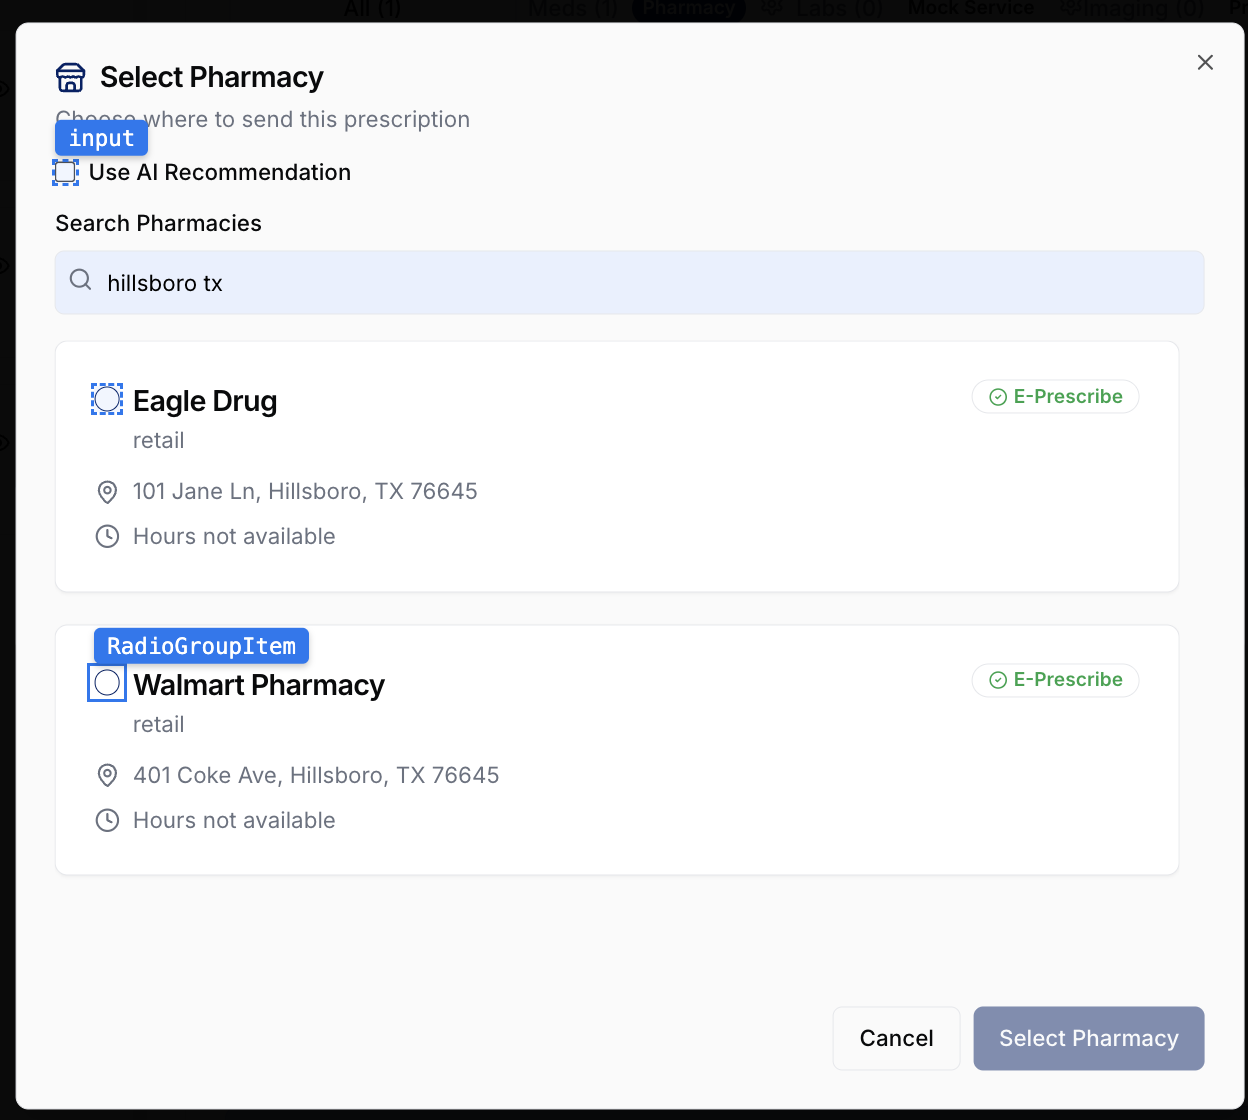 All (1) Meds (1) Pharmacy Labs (0) Mock Service Imaging (0)
Select Pharmacy
Choose where to send this prescription
input
Use AI Recommendation
Search Pharmacies
hillsboro tx
Eagle Drug
E-Prescribe
retail
101 Jane Ln, Hillsboro, TX 76645
Hours not available
RadioGroupItem
Walmart Pharmacy
E-Prescribe
retail
401 Coke Ave, Hillsboro, TX 76645
Hours not available
Cancel
Select Pharmacy